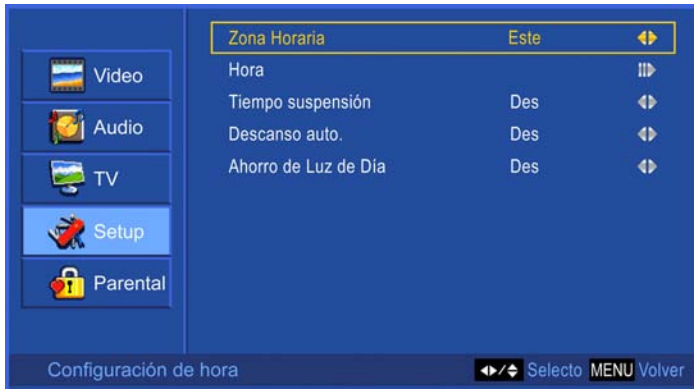 Video
Audio
TV
Setup
Parental
Zona Horaria Este
Hora
Tiempo suspensión Des
Descanso auto. Des
Ahorro de Luz de Día Des
Configuración de hora Selecto MENU Volver